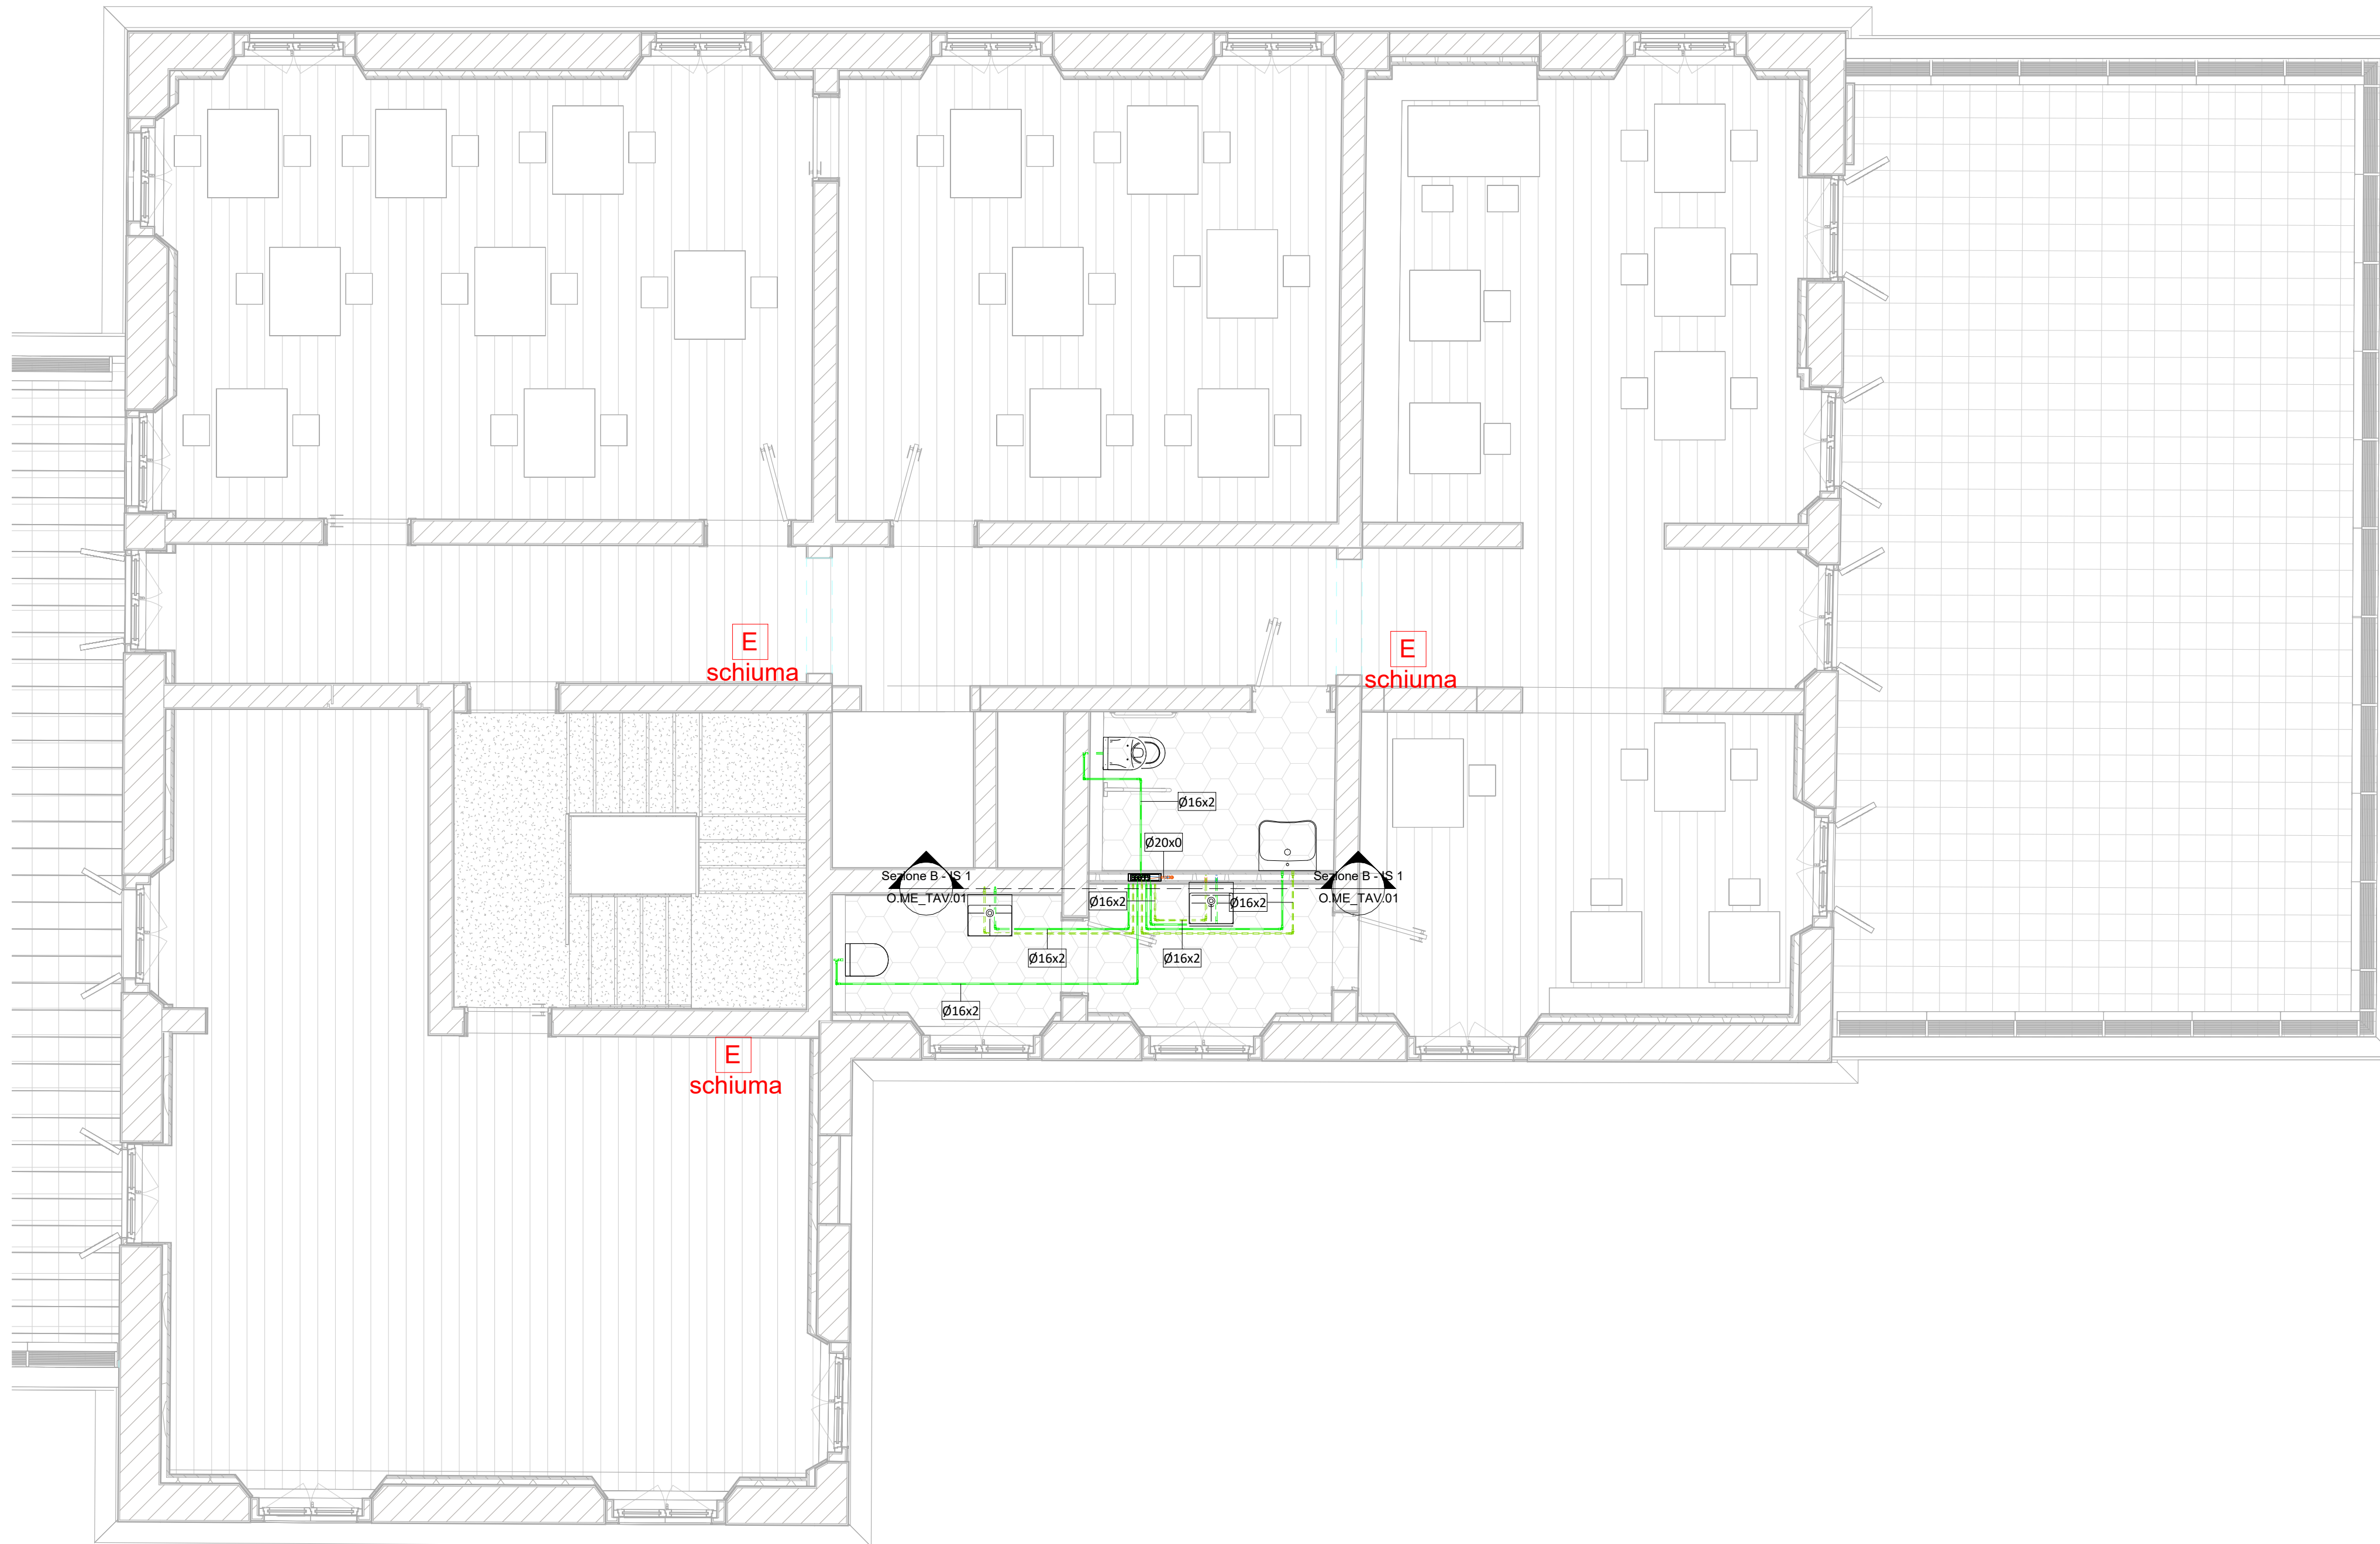 E
schiuma
E
schiuma
Ø16x2
Ø20x0
Sezione B - IS 1
O.ME_TAV.01
Sezione B - IS 1
O.ME_TAV.01
Ø16x2
Ø16x2
Ø16x2
Ø16x2
Ø16x2
E
schiuma